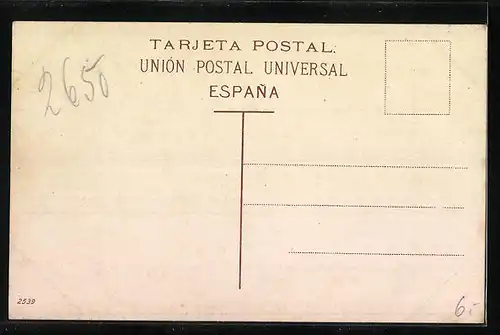 TARJETA POSTAL.
UNIÓN POSTAL UNIVERSAL
ESPAÑA
2650
2539
6.-